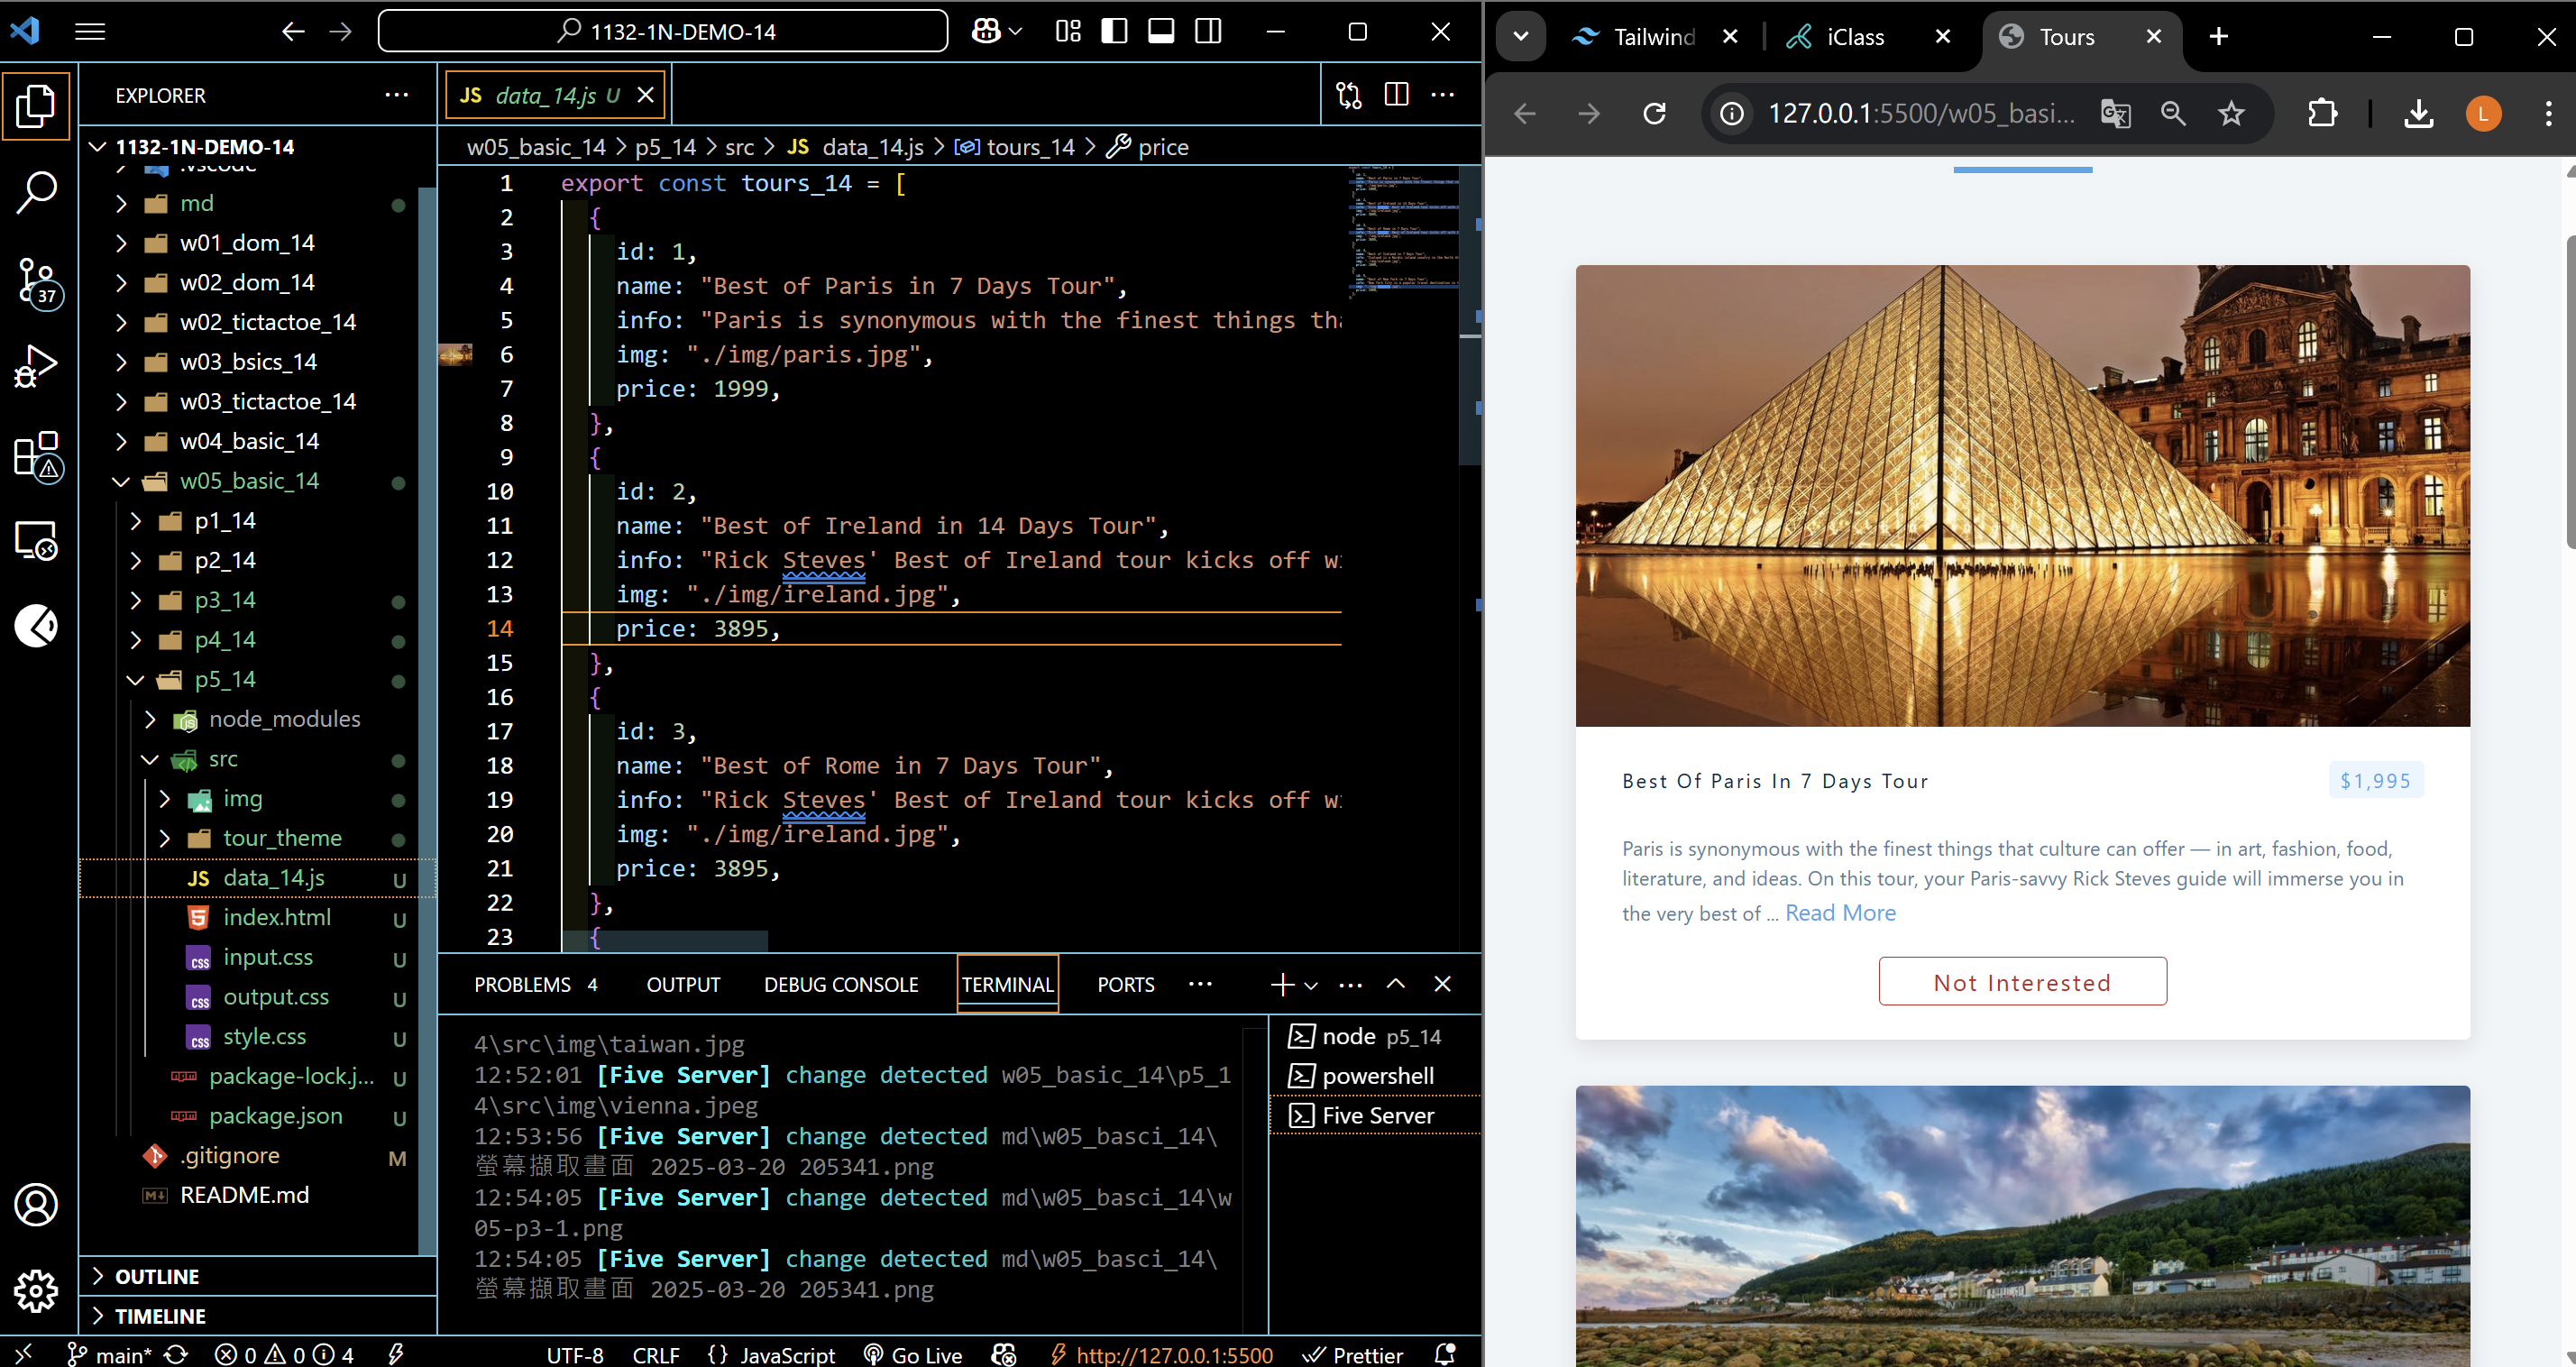 1132-1N-DEMO-14
EXPLORER
1132-1N-DEMO-14
.vscode
md
w01_dom_14
w02_dom_14
w02_tictactoe_14
w03_bsics_14
w03_tictactoe_14
w04_basic_14
w05_basic_14
p1_14
p2_14
p3_14
p4_14
p5_14
node_modules
src
img
tour_theme
JS data_14.js U
index.html U
input.css U
output.css U
style.css U
package-lock.j... U
package.json U
.gitignore M
README.md
OUTLINE
TIMELINE
37
JS data_14.js U
w05_basic_14 > p5_14 > src > JS data_14.js > tours_14 > price
1 export const tours_14 = [
2 {
3 id: 1,
4 name: "Best of Paris in 7 Days Tour",
5 info: "Paris is synonymous with the finest things tha
6 img: "./img/paris.jpg",
7 price: 1999,
8 },
9 {
10 id: 2,
11 name: "Best of Ireland in 14 Days Tour",
12 info: "Rick Steves' Best of Ireland tour kicks off wi
13 img: "./img/ireland.jpg",
14 price: 3895,
15 },
16 {
17 id: 3,
18 name: "Best of Rome in 7 Days Tour",
19 info: "Rick Steves' Best of Ireland tour kicks off wi
20 img: "./img/ireland.jpg",
21 price: 3895,
22 },
23 {
PROBLEMS 4 OUTPUT DEBUG CONSOLE TERMINAL PORTS
4\src\img\taiwan.jpg
12:52:01 [Five Server] change detected w05_basic_14\p5_1
4\src\img\vienna.jpeg
12:53:56 [Five Server] change detected md\w05_basci_14\
螢幕擷取畫面 2025-03-20 205341.png
12:54:05 [Five Server] change detected md\w05_basci_14\w
05-p3-1.png
12:54:05 [Five Server] change detected md\w05_basci_14\
螢幕擷取畫面 2025-03-20 205341.png
node p5_14
powershell
Five Server
main* 0 0 4 UTF-8 CRLF {} JavaScript Go Live http://127.0.0.1:5500 Prettier
Tailwind iClass Tours
127.0.0.1:5500/w05_basi... L
Best Of Paris In 7 Days Tour
$1,995
Paris is synonymous with the finest things that culture can offer — in art, fashion, food,
literature, and ideas. On this tour, your Paris-savvy Rick Steves guide will immerse you in
the very best of ... Read More
Not Interested